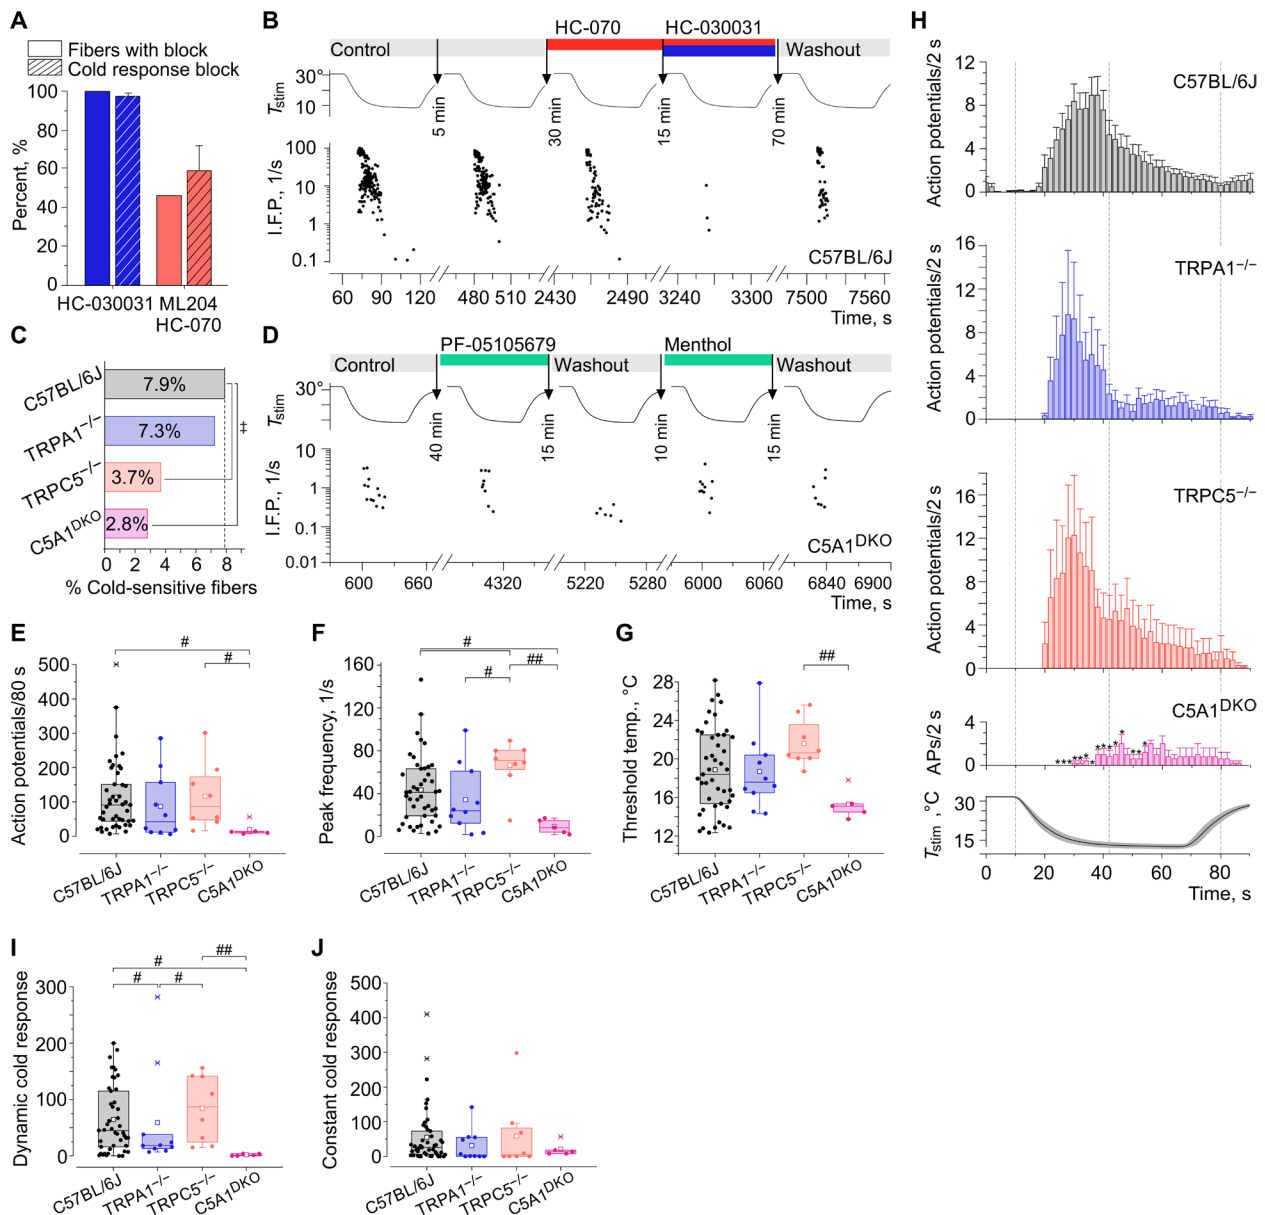 A
Fibers with block
Cold response block
Percent, %
100
80
60
40
20
0
HC-030031
ML204
HC-070
B
HC-070
HC-030031
Control
Washout
Tstim
30°
10
5 min
30 min
15 min
70 min
I.F.P., 1/s
100
10
1
0.1
C57BL/6J
60 90 120 480 510 2430 2490 3240 3300 7500 7560
Time, s
C
C57BL/6J
7.9%
TRPA1−/−
7.3%
TRPC5−/−
3.7%
C5A1DKO
2.8%
‡
0 2 4 6 8
% Cold-sensitive fibers
D
PF-05105679
Menthol
Control
Washout
Tstim
30°
40 min
15 min
10 min
15 min
I.F.P., 1/s
10
1
0.1
0.01
C5A1DKO
600 660 4320 5220 5280 6000 6060 6840 6900
Time, s
E
#
#
Action potentials/80 s
500
400
300
200
100
0
C57BL/6J
TRPA1−/−
TRPC5−/−
C5A1DKO
F
#
##
#
Peak frequency, 1/s
160
120
80
40
0
C57BL/6J
TRPA1−/−
TRPC5−/−
C5A1DKO
G
##
Threshold temp., °C
28
26
24
22
20
18
16
14
12
C57BL/6J
TRPA1−/−
TRPC5−/−
C5A1DKO
H
C57BL/6J
Action potentials/2 s
12
8
4
0
TRPA1−/−
Action potentials/2 s
16
12
8
4
0
TRPC5−/−
Action potentials/2 s
16
12
8
4
0
C5A1DKO
APs/2 s
4
2
0
Tstim, °C
30
15
0 20 40 60 80
Time, s
I
##
#
# #
Dynamic cold response
300
200
100
0
C57BL/6J
TRPA1−/−
TRPC5−/−
C5A1DKO
J
Constant cold response
500
400
300
200
100
0
C57BL/6J
TRPA1−/−
TRPC5−/−
C5A1DKO